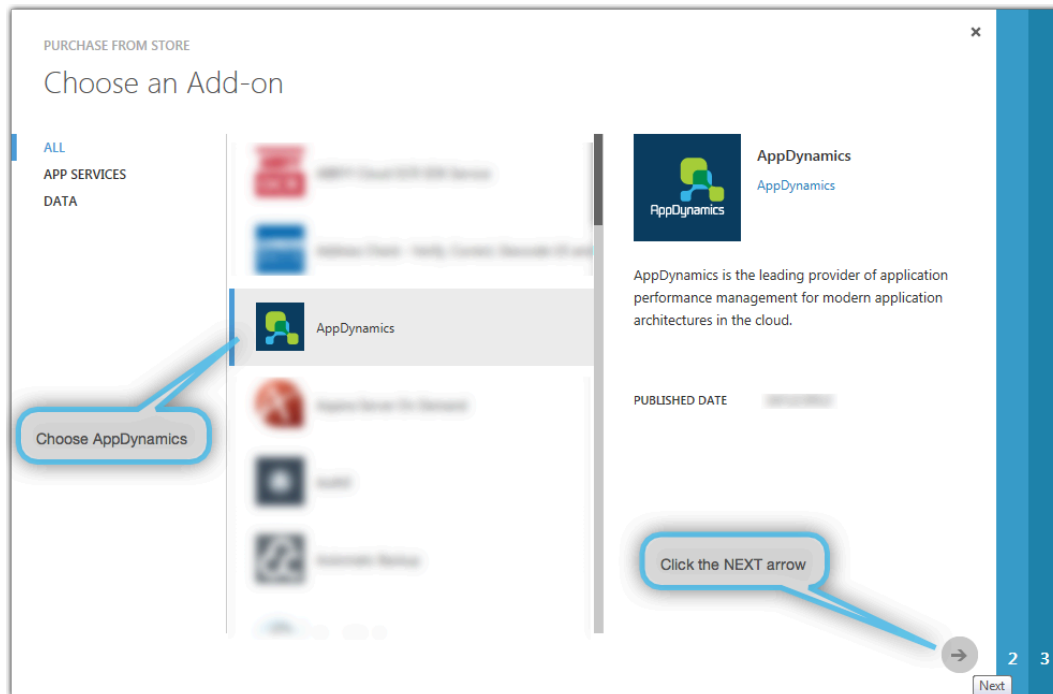 PURCHASE FROM STORE
Choose an Add-on
ALL
APP SERVICES
DATA
AppDynamics
Choose AppDynamics
AppDynamics
AppDynamics
AppDynamics
AppDynamics is the leading provider of application
performance management for modern application
architectures in the cloud.
PUBLISHED DATE
Click the NEXT arrow
2 3
Next